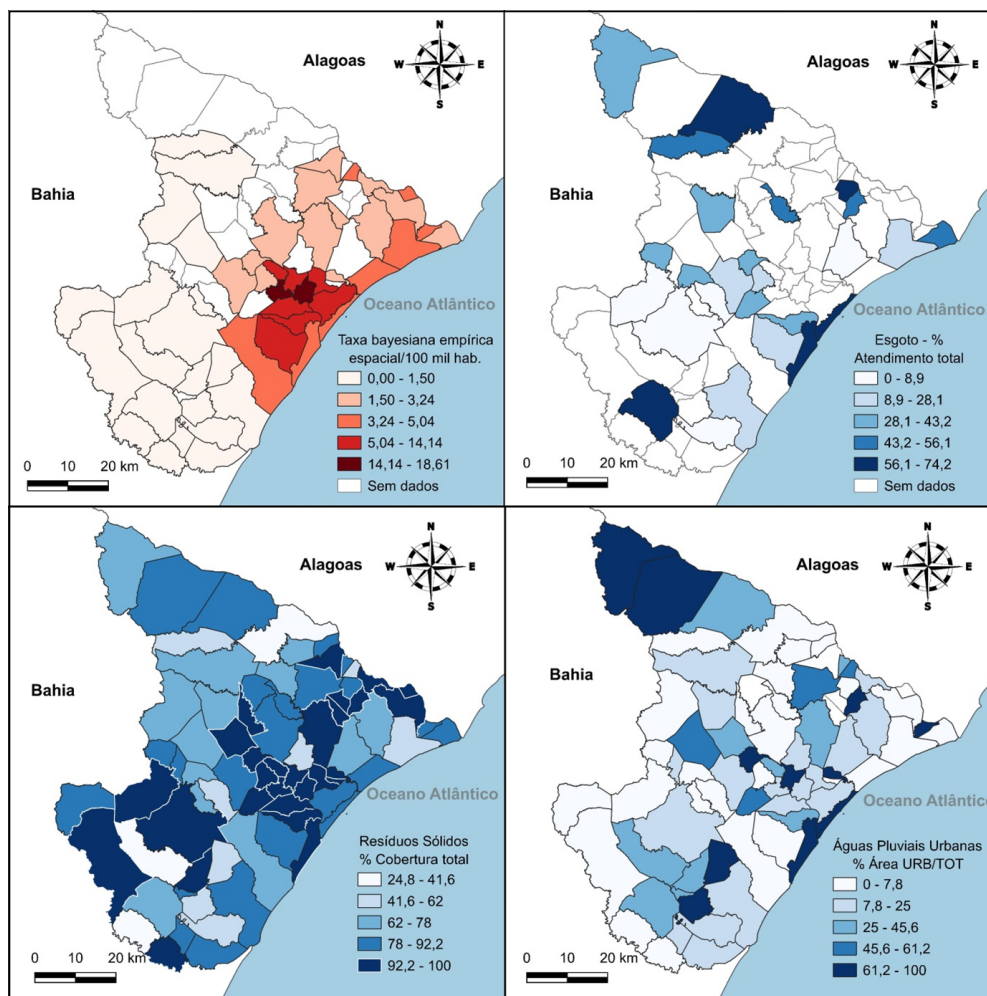 Alagoas
N
W
E
S
Bahia
Oceano Atlântico
Taxa bayesiana empírica
espacial/100 mil hab.
0,00 - 1,50
1,50 - 3,24
3,24 - 5,04
5,04 - 14,14
14,14 - 18,61
Sem dados
0 10 20 km
Alagoas
N
W
E
S
Bahia
Oceano Atlântico
Esgoto - %
Atendimento total
0 - 8,9
8,9 - 28,1
28,1 - 43,2
43,2 - 56,1
56,1 - 74,2
Sem dados
0 10 20 km
Alagoas
N
W
E
S
Bahia
Oceano Atlântico
Resíduos Sólidos
% Cobertura total
24,8 - 41,6
41,6 - 62
62 - 78
78 - 92,2
92,2 - 100
0 10 20 km
Alagoas
N
W
E
S
Bahia
Oceano Atlântico
Águas Pluviais Urbanas
% Área URB/TOT
0 - 7,8
7,8 - 25
25 - 45,6
45,6 - 61,2
61,2 - 100
0 10 20 km